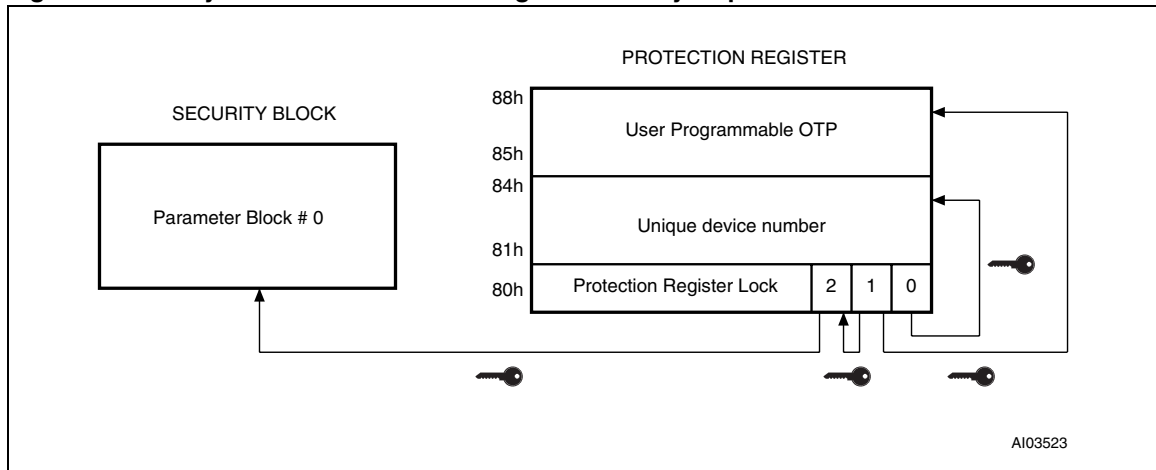 PROTECTION REGISTER
SECURITY BLOCK
88h
User Programmable OTP
85h
84h
Parameter Block # 0
Unique device number
81h
80h
Protection Register Lock 2 1 0
AI03523